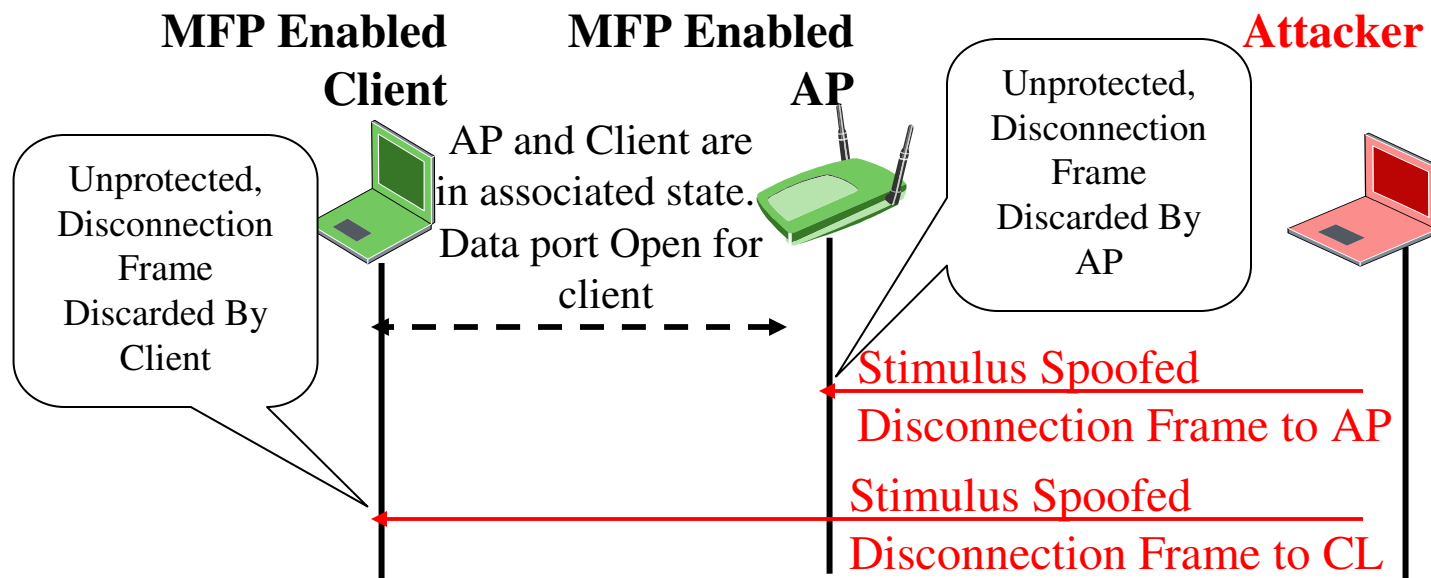 MFP Enabled
Client
MFP Enabled
AP
Attacker
Unprotected,
Disconnection
Frame
Discarded By
Client
AP and Client are
in associated state.
Data port Open for
client
Unprotected,
Disconnection
Frame
Discarded By
AP
Stimulus Spoofed
Disconnection Frame to AP
Stimulus Spoofed
Disconnection Frame to CL